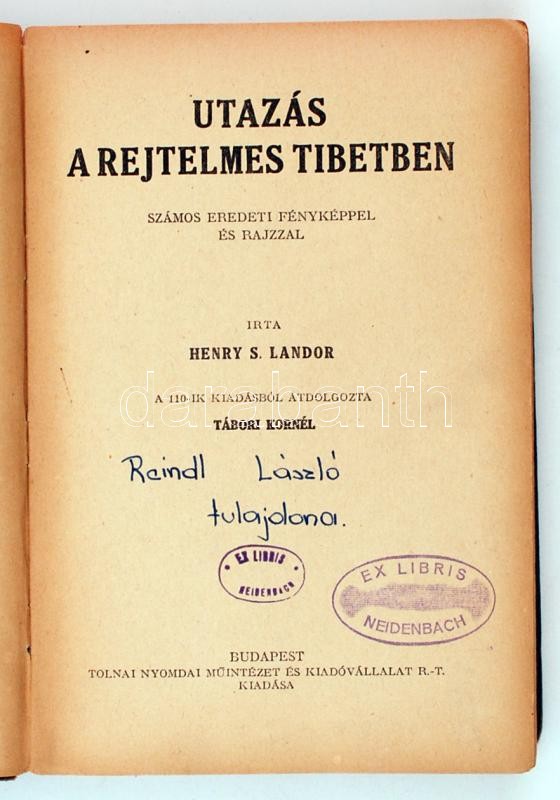 UTAZÁS
A REJTELMES TIBETBEN
SZÁMOS EREDETI FÉNYKÉPPEL
ÉS RAJZZAL
IRTA
HENRY S. LANDOR
darabanth
A 110-IK KIADÁSBÓL ÁTDOLGOZTA
TÁBORI KORNÉL
Reindl László
tulajdona.
EX LIBRIS
NEIDENBACH
EX LIBRIS
NEIDENBACH
BUDAPEST
TOLNAI NYOMDAI MŰINTÉZET ÉS KIADÓVÁLLALAT R.-T.
KIADÁSA